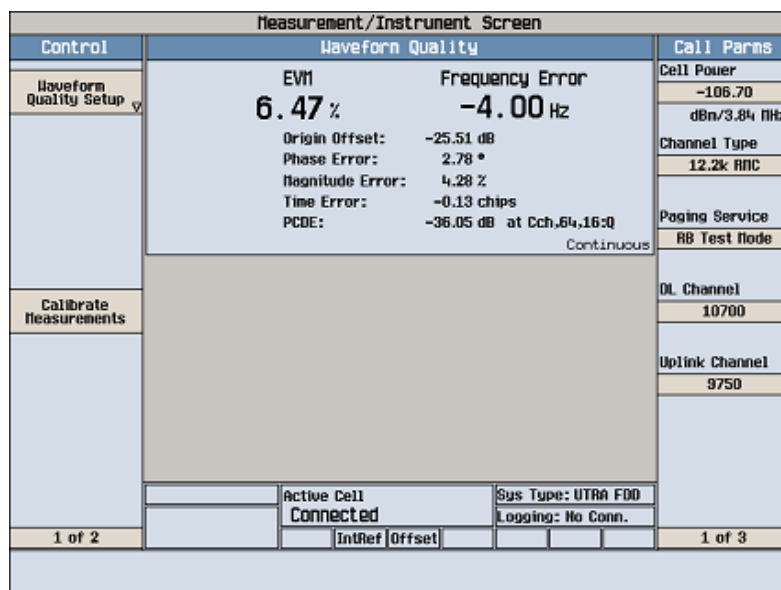 Measurement/Instrument Screen
Control
Waveform Quality
Call Parms
Waveform
Quality Setup
EVM
Frequency Error
6.47 %
-4.00 Hz
Origin Offset: -25.51 dB
Phase Error: 2.78 °
Magnitude Error: 4.28 %
Time Error: -0.13 chips
PCDE: -36.05 dB at Cch,64,16:Q
Continuous
Calibrate
Measurements
Cell Power
-106.70
dBm/3.84 MHz
Channel Type
12.2k RMC
Paging Service
RB Test Mode
DL Channel
10700
Uplink Channel
9750
Active Cell
Connected
Sys Type: UTRA FDD
Logging: No Conn.
1 of 2
IntRef Offset
1 of 3